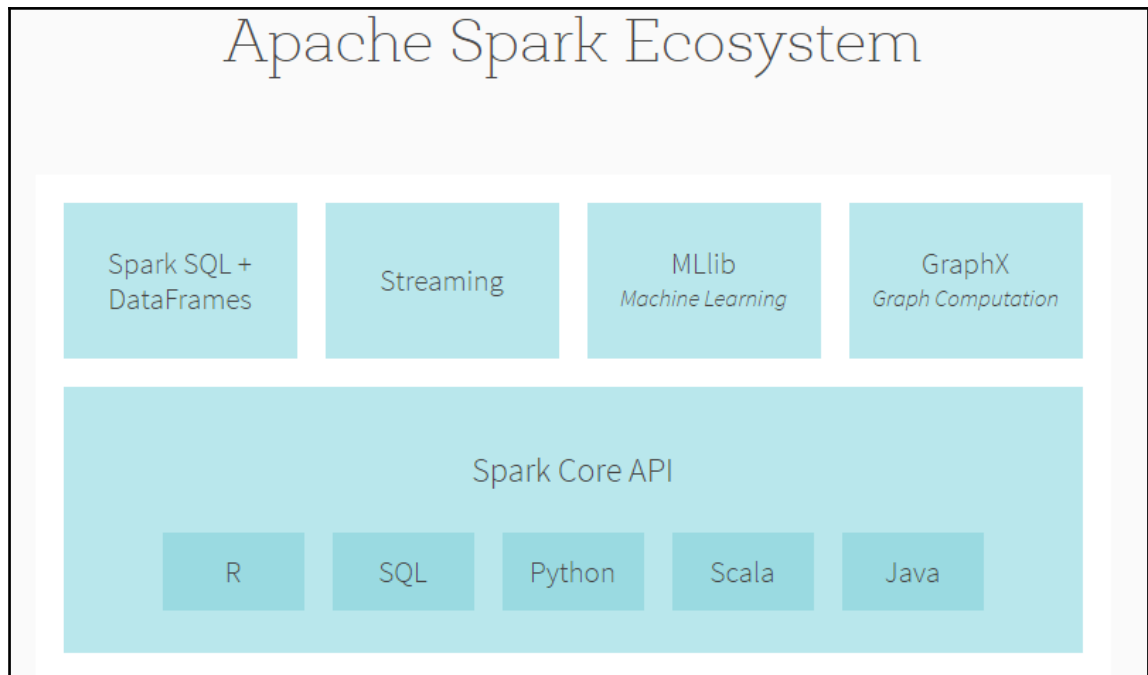 Apache Spark Ecosystem
Spark SQL +
DataFrames
Streaming
MLlib
Machine Learning
GraphX
Graph Computation
Spark Core API
R
SQL
Python
Scala
Java